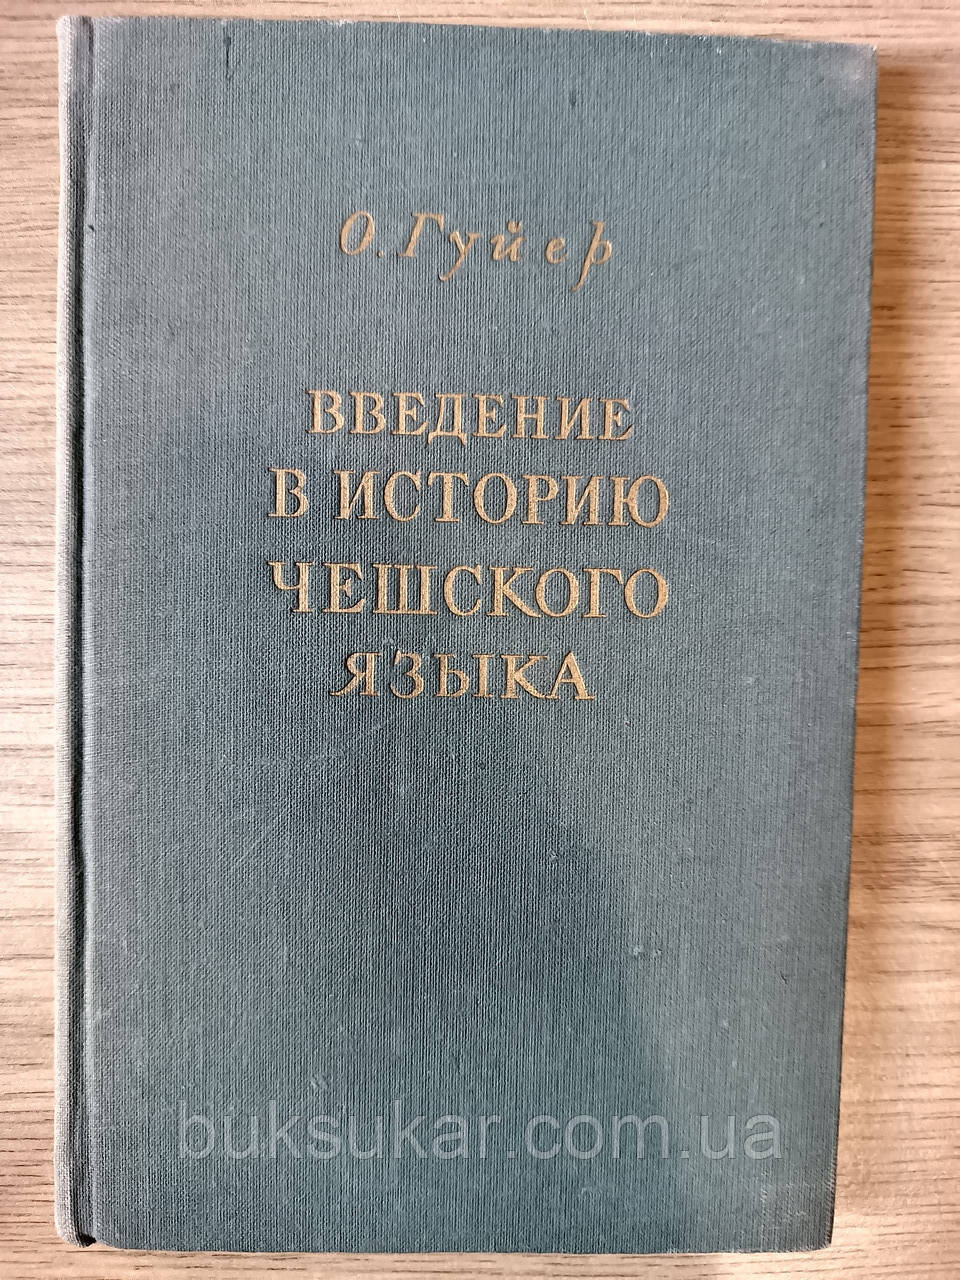 О. Гуйер
ВВЕДЕНИЕ
В ИСТОРИЮ
ЧЕШСКОГО
ЯЗЫКА
buksukar.com.ua